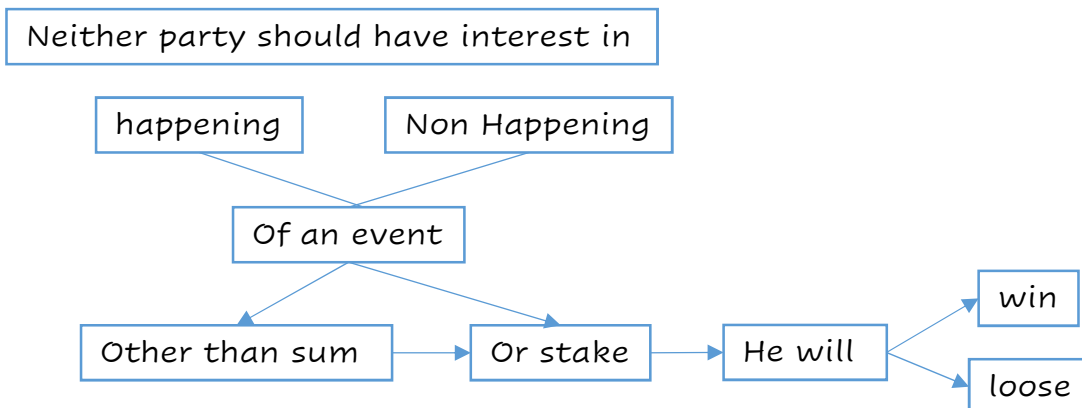 Neither party should have interest in
happening
Non Happening
Of an event
Other than sum
Or stake
He will
win
loose